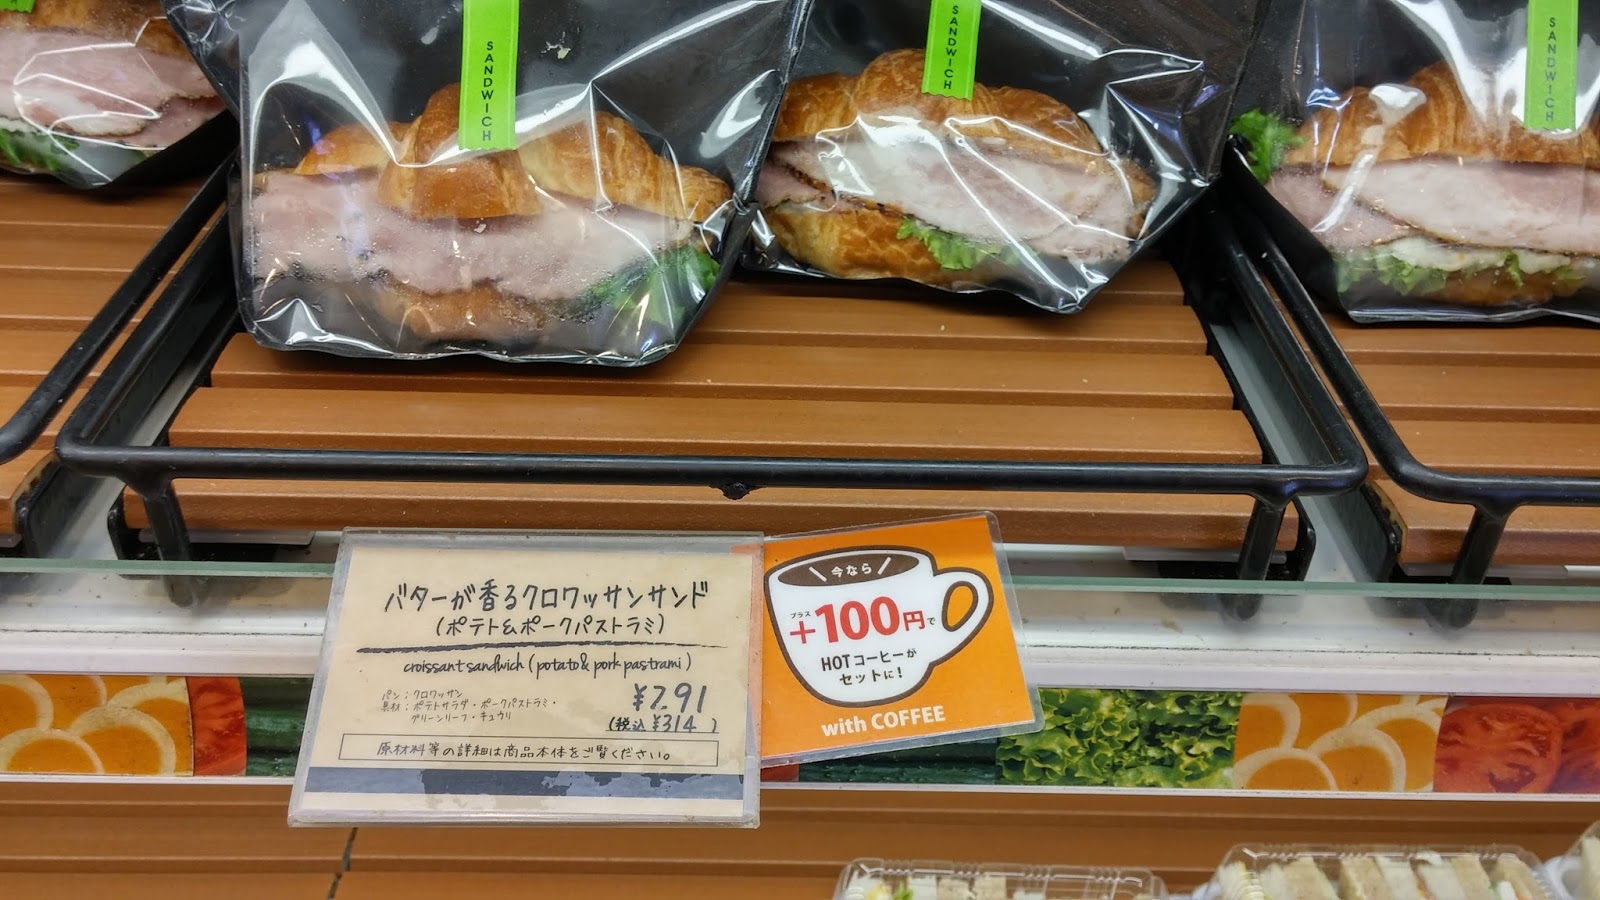 SANDWICH
SANDWICH
SANDWICH
バターが香るクロワッサンサンド
(ポテト&ポークパストラミ)
croissant sandwich (potato & pork pastrami)
パン：クロワッサン
具材：ポテトサラダ・ポークパストラミ・
グリーンリーフ・キュウリ
¥291
(税込 ¥314 )
原材料等の詳細は商品本体をご覧ください。
\ 今なら /
プラス
+100円で
HOTコーヒーが
セットに!
with COFFEE